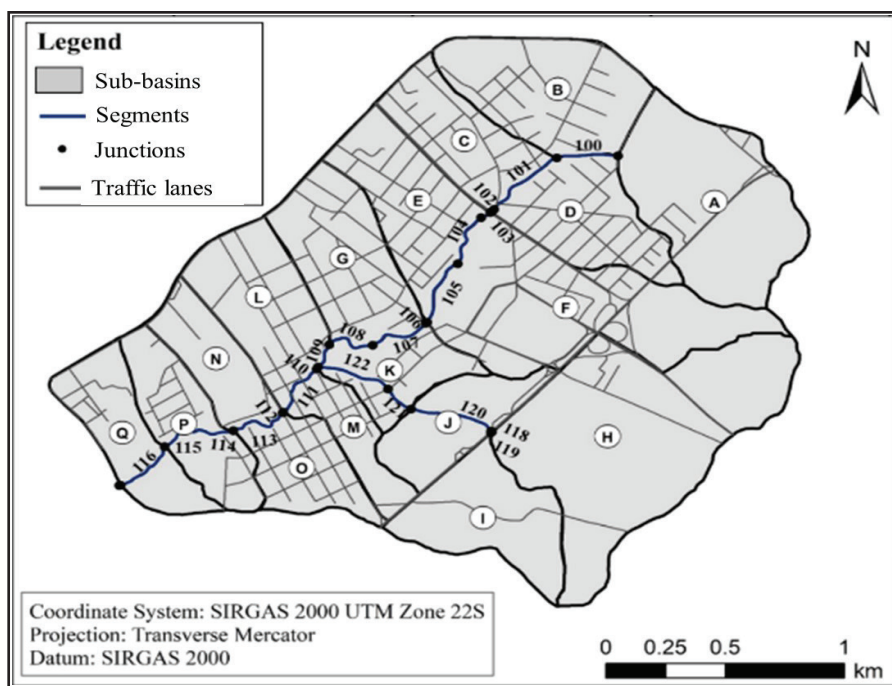 Legend
Sub-basins
Segments
Junctions
Traffic lanes
N
B
C
100
A
101
E
102
D
103
104
G
105
F
L
106
108
107
109
122
110
K
N
111
121
112
120
J
118
H
Q
P
M
119
115
114
113
O
116
I
Coordinate System: SIRGAS 2000 UTM Zone 22S
Projection: Transverse Mercator
Datum: SIRGAS 2000
0 0.25 0.5 1
km